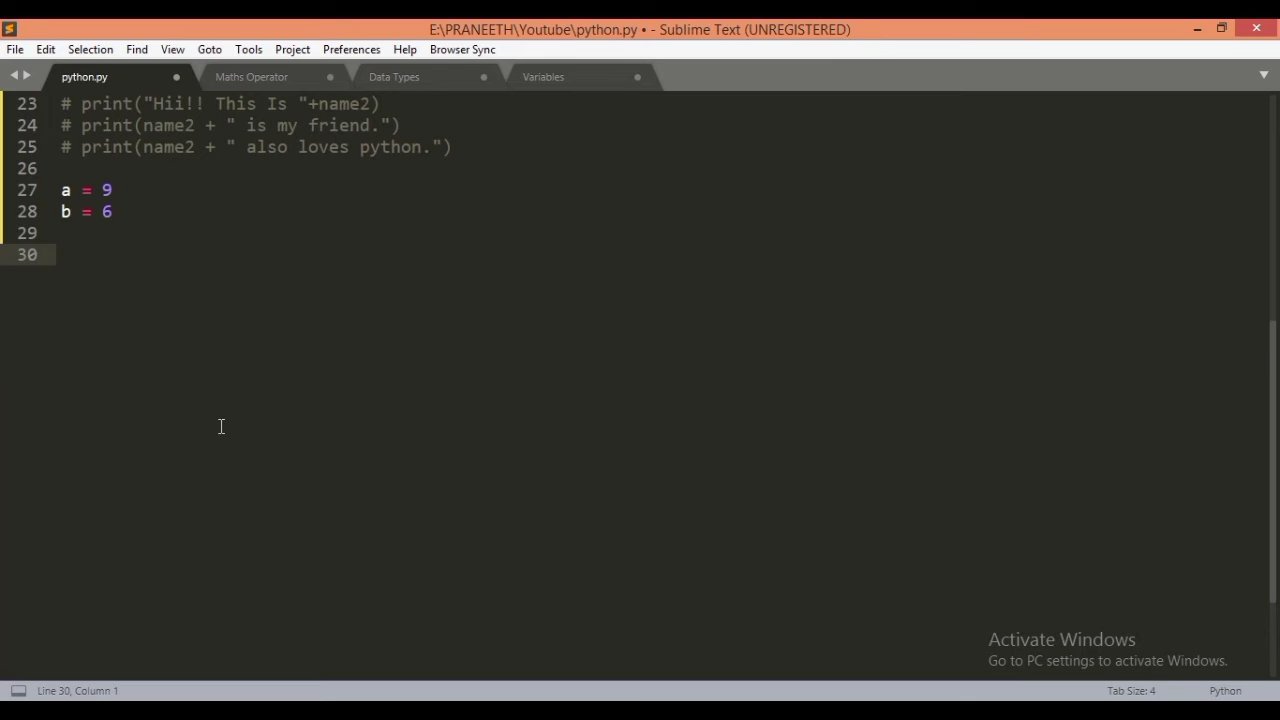 E:\PRANEETH\Youtube\python.py • - Sublime Text (UNREGISTERED)
File Edit Selection Find View Goto Tools Project Preferences Help Browser Sync
python.py Maths Operator Data Types Variables
23 # print("Hii!! This Is "+name2)
24 # print(name2 + " is my friend.")
25 # print(name2 + " also loves python.")
26
27 a = 9
28 b = 6
29
30
Activate Windows
Go to PC settings to activate Windows.
Line 30, Column 1 Tab Size: 4 Python